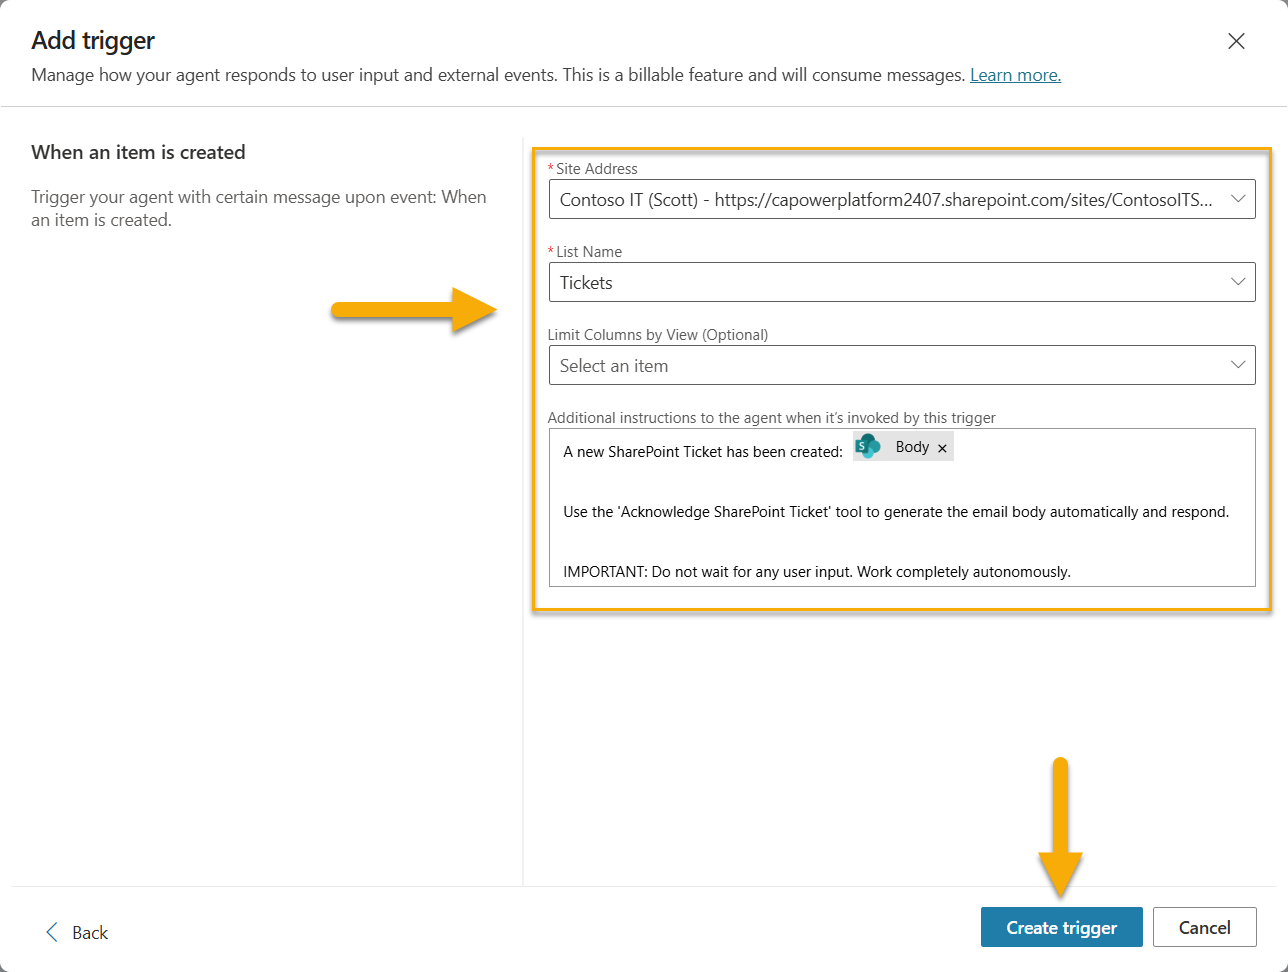 Add trigger
Manage how your agent responds to user input and external events. This is a billable feature and will consume messages. Learn more.
When an item is created
Trigger your agent with certain message upon event: When
an item is created.
* Site Address
Contoso IT (Scott) - https://capowerplatform2407.sharepoint.com/sites/ContosoITS...
* List Name
Tickets
Limit Columns by View (Optional)
Select an item
Additional instructions to the agent when it's invoked by this trigger
A new SharePoint Ticket has been created: S Body ×
Use the 'Acknowledge SharePoint Ticket' tool to generate the email body automatically and respond.
IMPORTANT: Do not wait for any user input. Work completely autonomously.
Back
Create trigger
Cancel